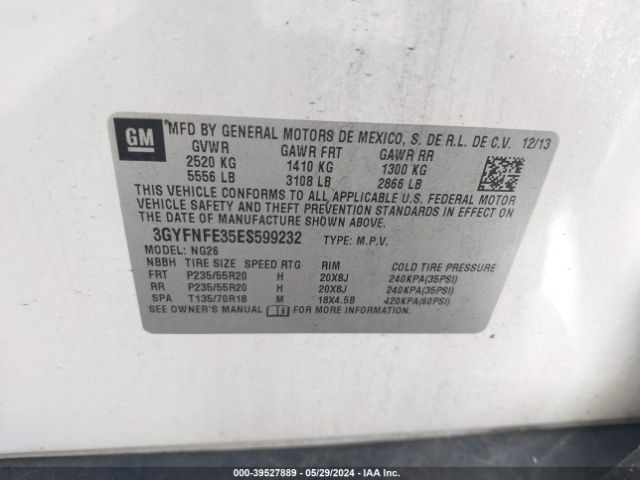 GM
MFD BY GENERAL MOTORS DE MEXICO, S. DE R.L. DE C.V. 12/13
GVWR GAWR FRT GAWR RR
2520 KG 1410 KG 1300 KG
5556 LB 3108 LB 2866 LB
THIS VEHICLE CONFORMS TO ALL APPLICABLE U.S. FEDERAL MOTOR
VEHICLE SAFETY AND THEFT PREVENTION STANDARDS IN EFFECT ON
THE DATE OF MANUFACTURE SHOWN ABOVE.
3GYFNFE35ES599232 TYPE: M.P.V.
MODEL: NG26
NBBH TIRE SIZE SPEED RTG RIM COLD TIRE PRESSURE
FRT P235/55R20 H 20X8J 240KPA(35PSI)
RR P235/55R20 H 20X8J 240KPA(35PSI)
SPA T135/70R18 M 18X4.5B 420KPA(60PSI)
SEE OWNER'S MANUAL FOR MORE INFORMATION.
000-39527889 - 05/29/2024 - IAA Inc.